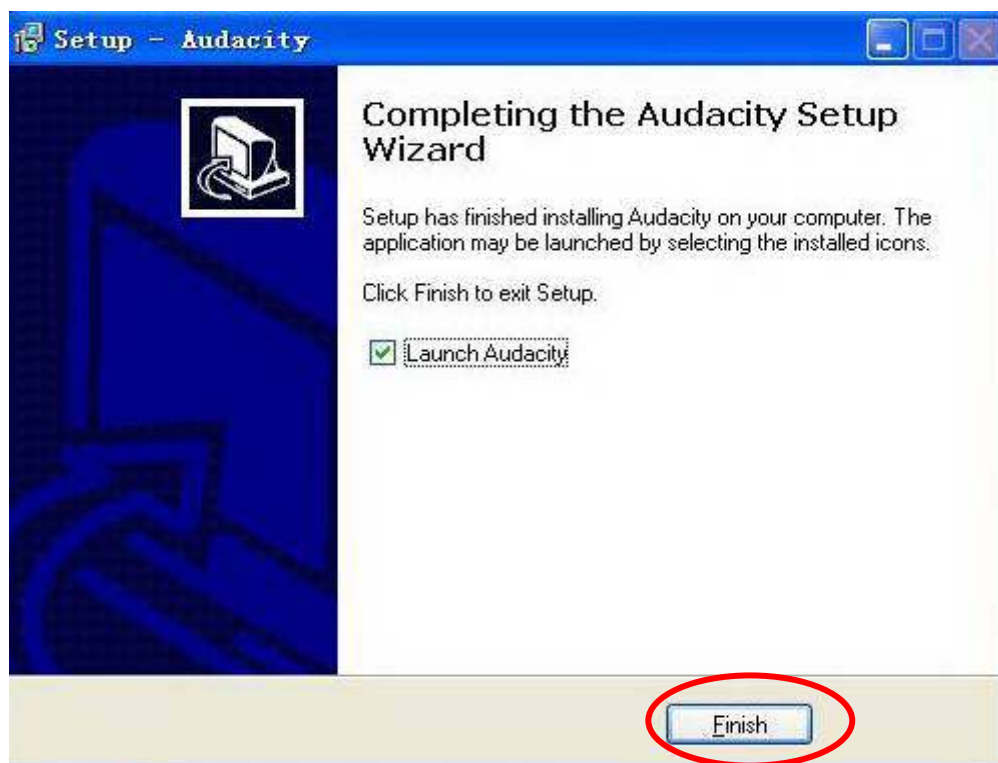 Setup - Audacity
Completing the Audacity Setup
Wizard
Setup has finished installing Audacity on your computer. The
application may be launched by selecting the installed icons.
Click Finish to exit Setup.
Launch Audacity
Finish